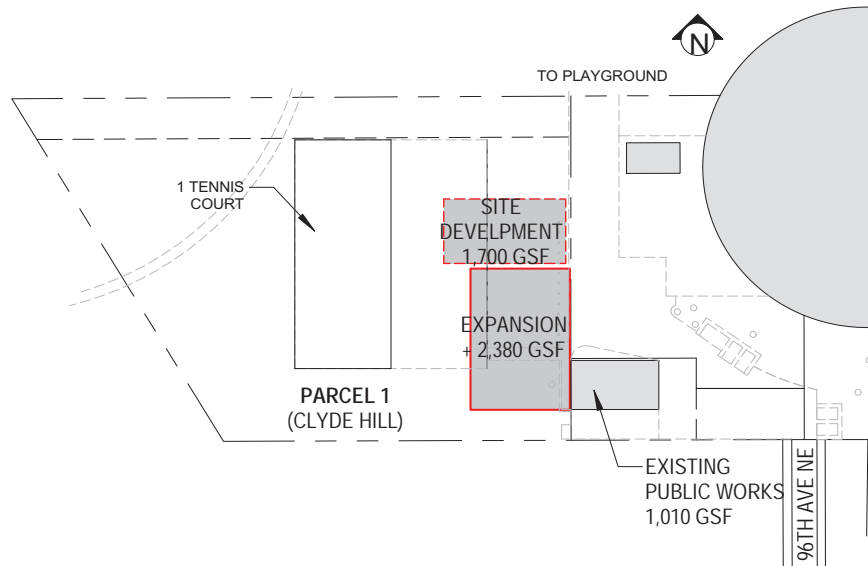 N
TO PLAYGROUND
1 TENNIS
COURT
SITE
DEVELPMENT
1,700 GSF
EXPANSION
+ 2,380 GSF
PARCEL 1
(CLYDE HILL)
EXISTING
PUBLIC WORKS
1,010 GSF
96TH AVE NE